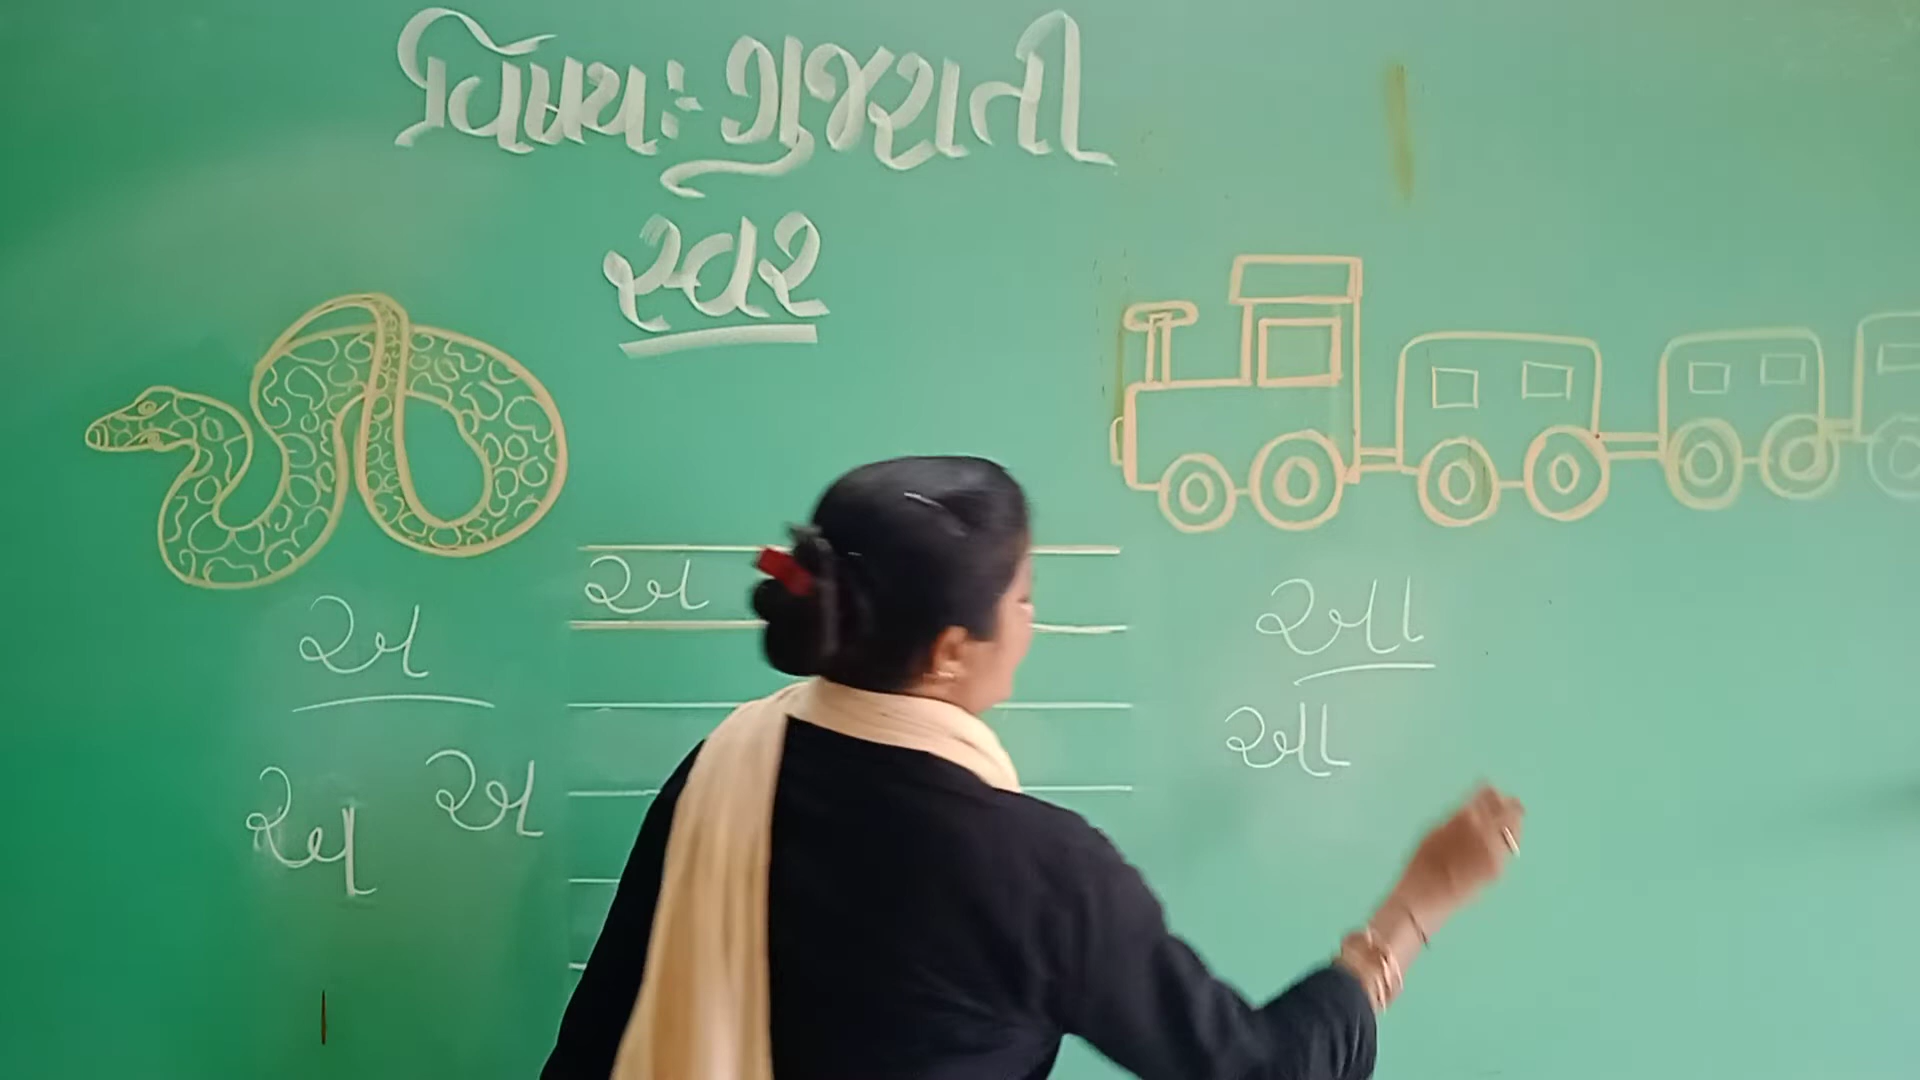 વિષય:- ગુજરાતી
સ્વર
અ
અ
આ
આ
અ
અ